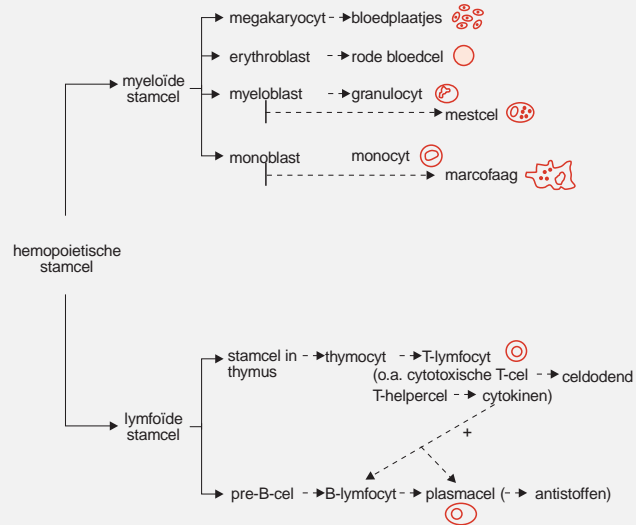 megakaryocyt bloedplaatjes
erythroblast rode bloedcel
myeloïde
stamcel
myeloblast granulocyt
mestcel
monoblast monocyt
marcofaag
hemopoietische
stamcel
stamcel in
thymus
thymocyt T-lymfocyt
(o.a. cytotoxische T-cel celdodend
T-helpercel cytokinen)
lymfoïde
stamcel
+
pre-B-cel B-lymfocyt plasmacel ( antistoffen)